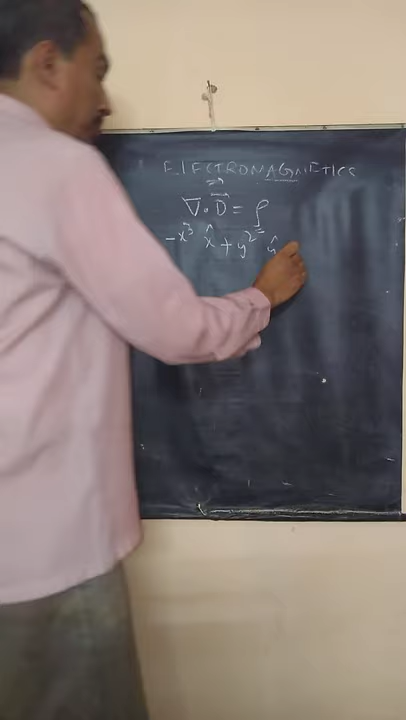 ELECTROMAGNETICS
∇⃗ · D⃗ = ρ
-x³ x̂ + y² ŷ